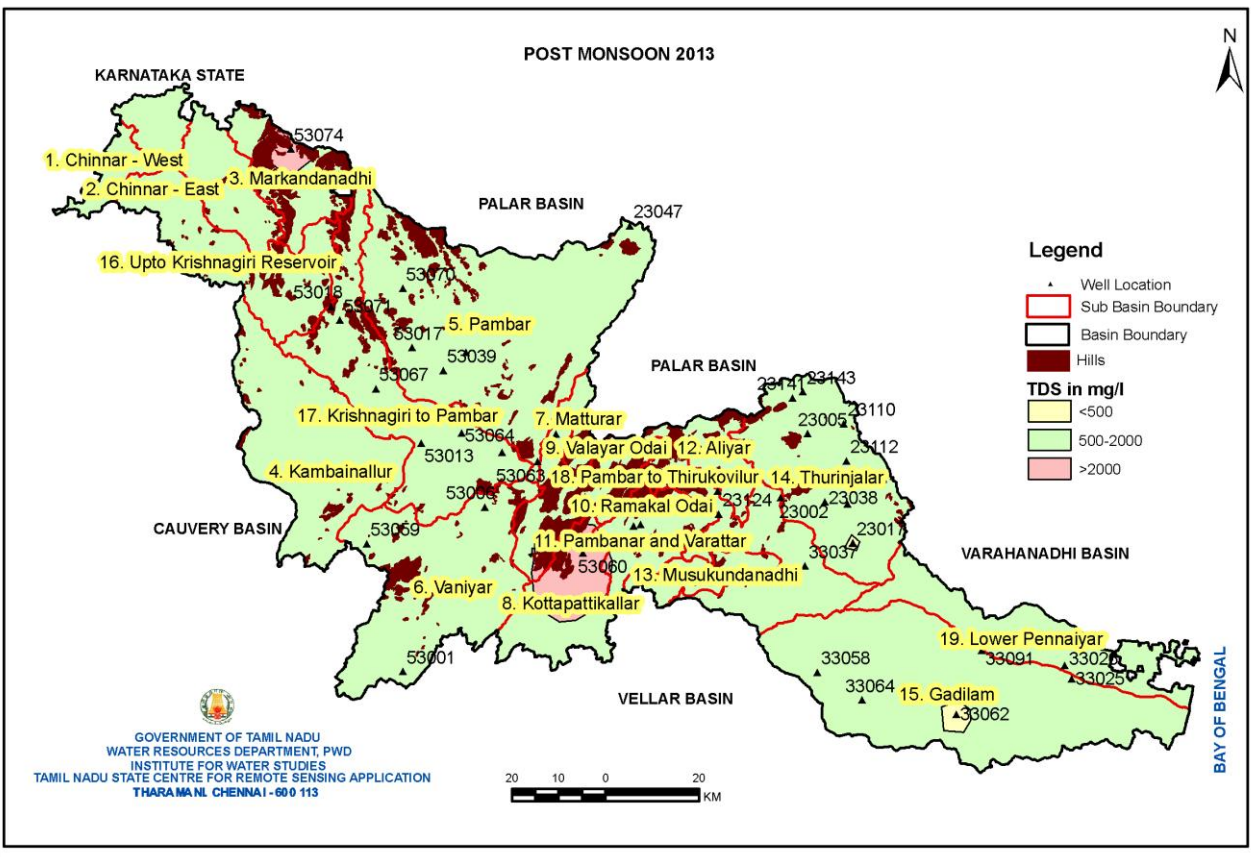 POST MONSOON 2013
N
KARNATAKA STATE
53074
1. Chinnar - West
3. Markandanadhi
2. Chinnar - East
PALAR BASIN
23047
16. Upto Krishnagiri Reservoir
53070
53018
53071
53017
5. Pambar
53039
53067
PALAR BASIN
23141
23143
23110
23005
17. Krishnagiri to Pambar
7. Matturar
53064
53013
9. Valayar Odai
12. Aliyar
23112
4. Kambainallur
53063
18. Pambar to Thirukovilur
14. Thurinjalar
23124
23002
23038
10. Ramakal Odai
CAUVERY BASIN
53059
11. Pambanar and Varattar
53060
33037
VARAHANADHI BASIN
6. Vaniyar
13. Musukundanadhi
8. Kottapattikallar
53001
19. Lower Pennaiyar
33091
33025
33058
33064
15. Gadilam
33062
VELLAR BASIN
BAY OF BENGAL
Legend
Well Location
Sub Basin Boundary
Basin Boundary
Hills
TDS in mg/l
<500
500-2000
>2000
GOVERNMENT OF TAMIL NADU
WATER RESOURCES DEPARTMENT, PWD
INSTITUTE FOR WATER STUDIES
TAMIL NADU STATE CENTRE FOR REMOTE SENSING APPLICATION
THARAMANI, CHENNAI - 600 113
20 10 0 20
KM